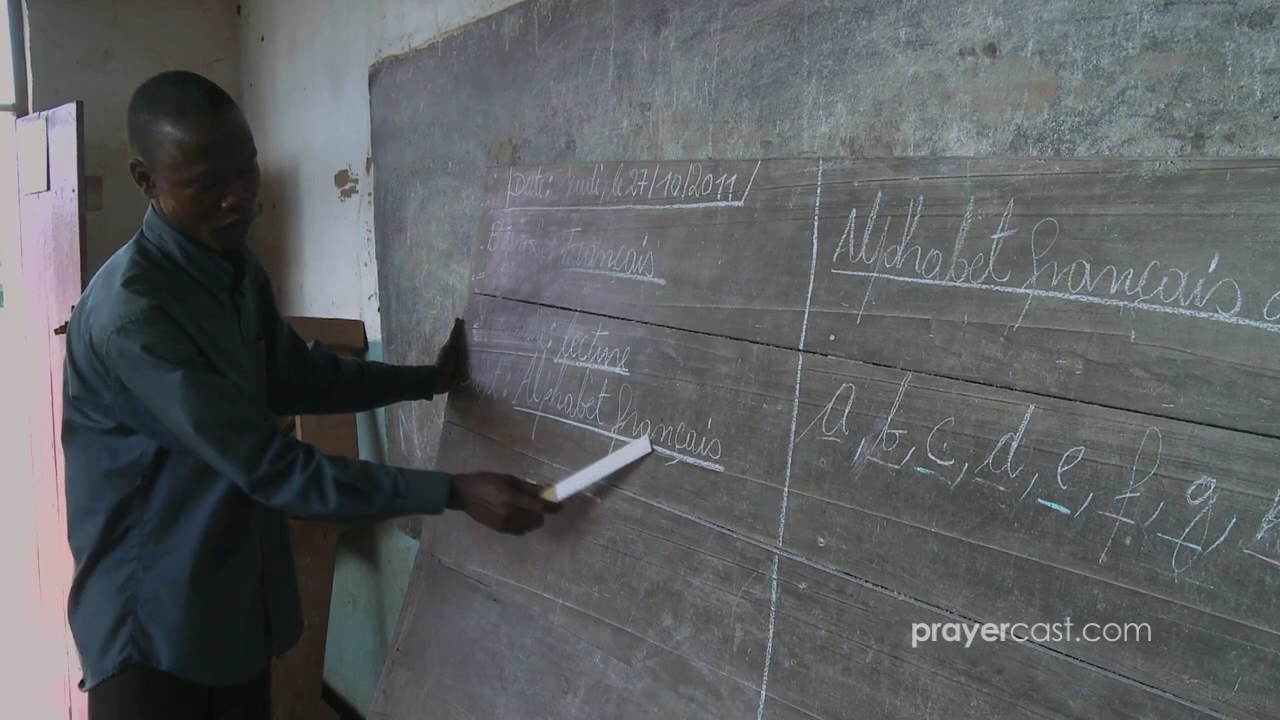 Date: Jeudi, le 27/10/2011
Français
: Lecture
Alphabet français
Alphabet français
a, b, c, d, e, f, g,
prayercast.com